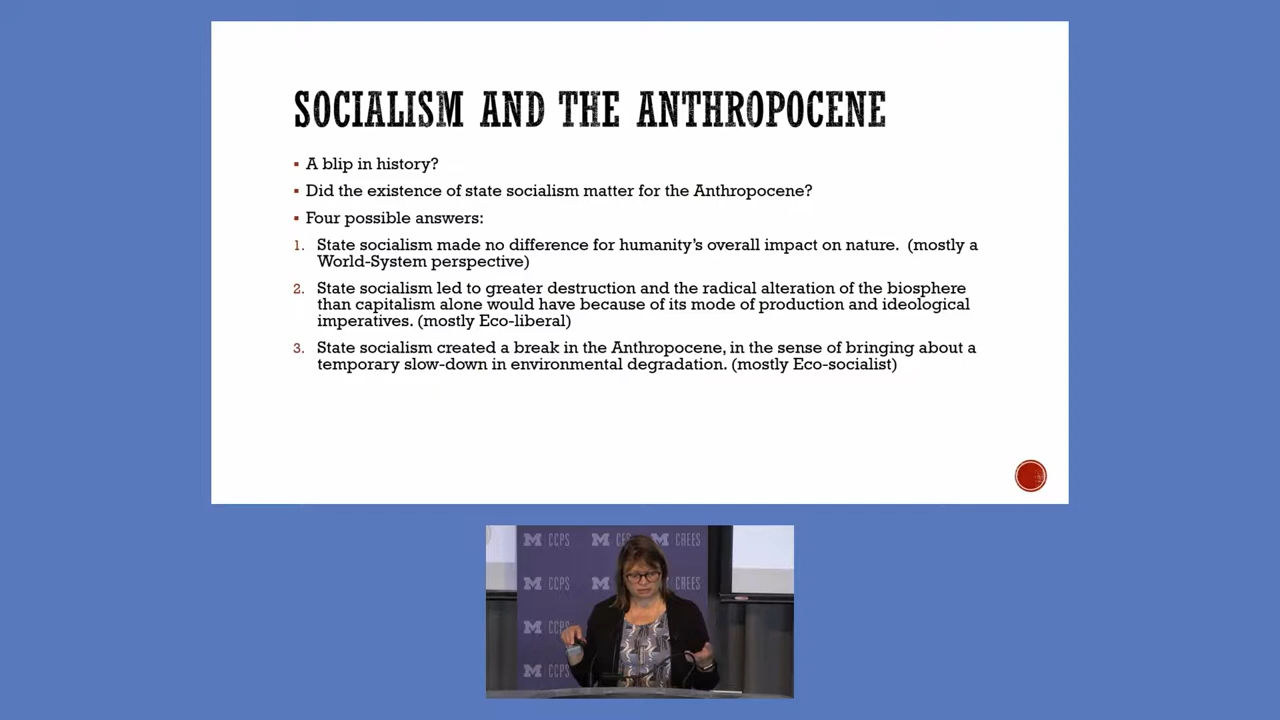 SOCIALISM AND THE ANTHROPOCENE
▪ A blip in history?
▪ Did the existence of state socialism matter for the Anthropocene?
▪ Four possible answers:
1. State socialism made no difference for humanity's overall impact on nature. (mostly a
World-System perspective)
2. State socialism led to greater destruction and the radical alteration of the biosphere
than capitalism alone would have because of its mode of production and ideological
imperatives. (mostly Eco-liberal)
3. State socialism created a break in the Anthropocene, in the sense of bringing about a
temporary slow-down in environmental degradation. (mostly Eco-socialist)
M CCPS M M CREES
M CCPS M CREES
M CCPS
M CCPS